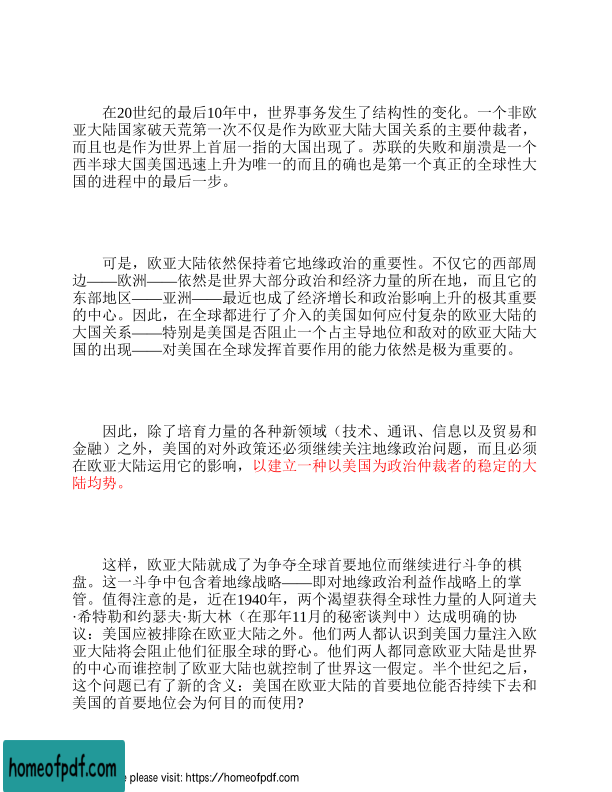 在20世纪的最后10年中，世界事务发生了结构性的变化。一个非欧
亚大陆国家破天荒第一次不仅是作为欧亚大陆大国关系的主要仲裁者，
而且也是作为世界上首屈一指的大国出现了。苏联的失败和崩溃是一个
西半球大国美国迅速上升为唯一的而且的确也是第一个真正的全球性大
国的进程中的最后一步。
可是，欧亚大陆依然保持着它地缘政治的重要性。不仅它的西部周
边——欧洲——依然是世界大部分政治和经济力量的所在地，而且它的
东部地区——亚洲——最近也成了经济增长和政治影响上升的极其重要
的中心。因此，在全球都进行了介入的美国如何应付复杂的欧亚大陆的
大国关系——特别是美国是否阻止一个占主导地位和敌对的欧亚大陆大
国的出现——对美国在全球发挥首要作用的能力依然是极为重要的。
因此，除了培育力量的各种新领域（技术、通讯、信息以及贸易和
金融）之外，美国的对外政策还必须继续关注地缘政治问题，而且必须
在欧亚大陆运用它的影响，以建立一种以美国为政治仲裁者的稳定的大
陆均势。
这样，欧亚大陆就成了为争夺全球首要地位而继续进行斗争的棋
盘。这一斗争中包含着地缘战略——即对地缘政治利益作战略上的掌
管。值得注意的是，近在1940年，两个渴望获得全球性力量的人阿道夫
·希特勒和约瑟夫·斯大林（在那年11月的秘密谈判中）达成明确的协
议：美国应被排除在欧亚大陆之外。他们两人都认识到美国力量注入欧
亚大陆将会阻止他们征服全球的野心。他们两人都同意欧亚大陆是世界
的中心而谁控制了欧亚大陆也就控制了世界这一假定。半个世纪之后，
这个问题已有了新的含义：美国在欧亚大陆的首要地位能否持续下去和
美国的首要地位会为何目的而使用?
homeofpdf.com
e please visit: https://homeofpdf.com